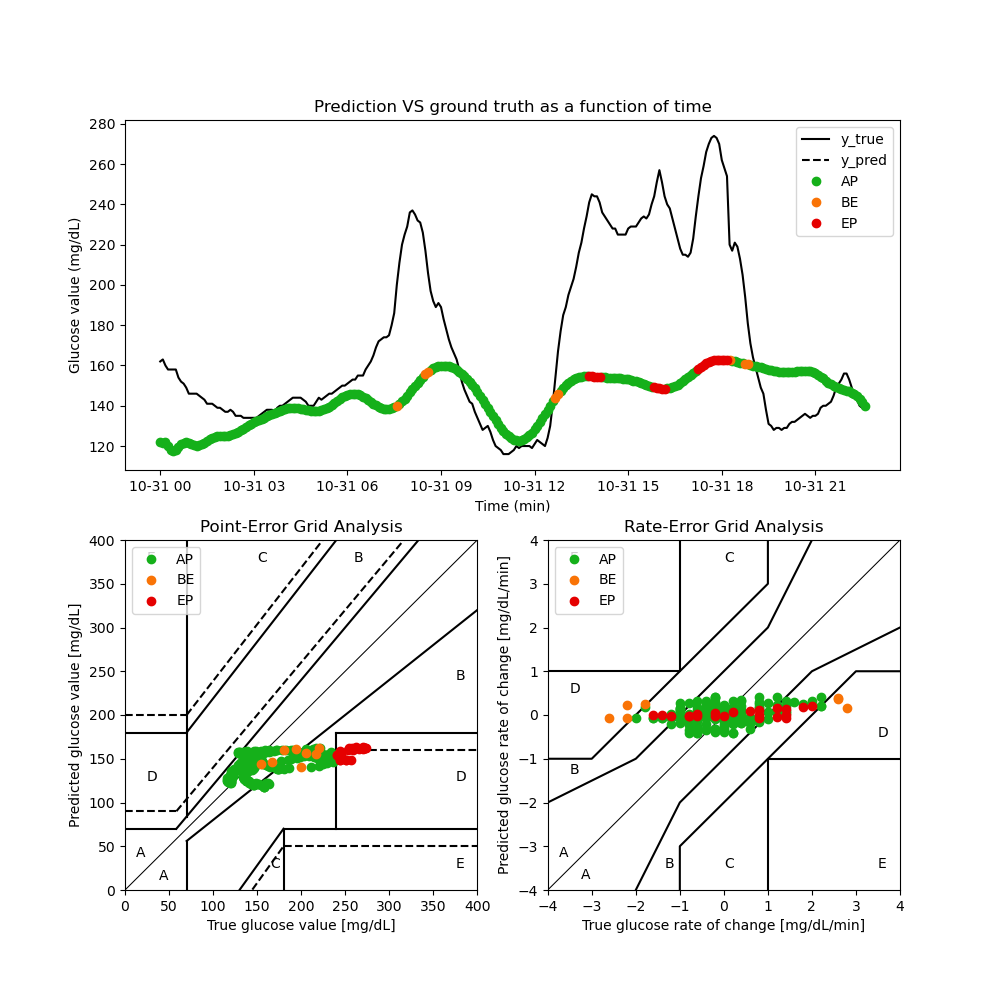 Prediction VS ground truth as a function of time
Glucose value (mg/dL)
280
260
240
220
200
180
160
140
120
y_true
y_pred
AP
BE
EP
10-31 00 10-31 03 10-31 06 10-31 09 10-31 12 10-31 15 10-31 18 10-31 21
Time (min)
Point-Error Grid Analysis
Predicted glucose value [mg/dL]
400
350
300
250
200
150
100
50
0
AP
BE
EP
C B
B
D D
A
A
C E
0 50 100 150 200 250 300 350 400
True glucose value [mg/dL]
Rate-Error Grid Analysis
Predicted glucose rate of change [mg/dL/min]
4
3
2
1
0
−1
−2
−3
−4
AP
BE
EP
C
D
D
B
A
A
B C E
−4 −3 −2 −1 0 1 2 3 4
True glucose rate of change [mg/dL/min]